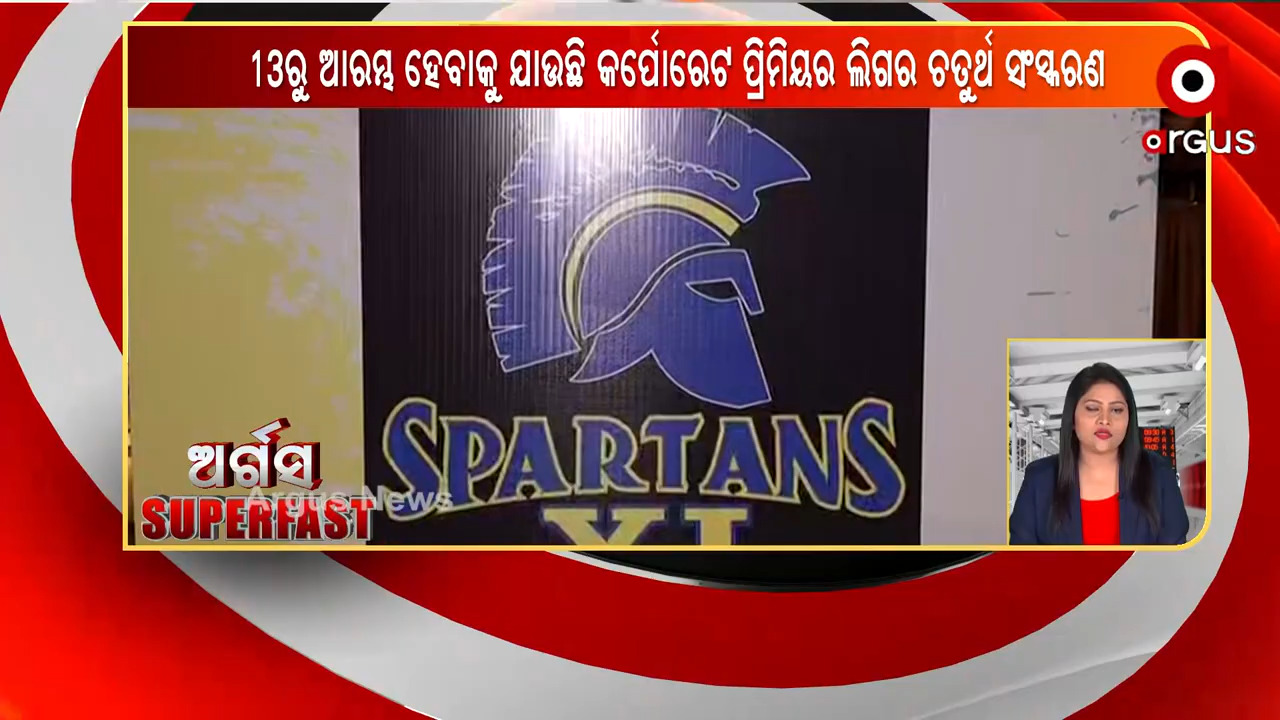 13ରୁ ଆରମ୍ଭ ହେବାକୁ ଯାଉଛି କର୍ପୋରେଟ ପ୍ରିମିୟର ଲିଗର ଚତୁର୍ଥ ସଂସ୍କରଣ
argus
SPARTANS
XI
ଅର୍ଗସ
SUPERFAST
Argus News